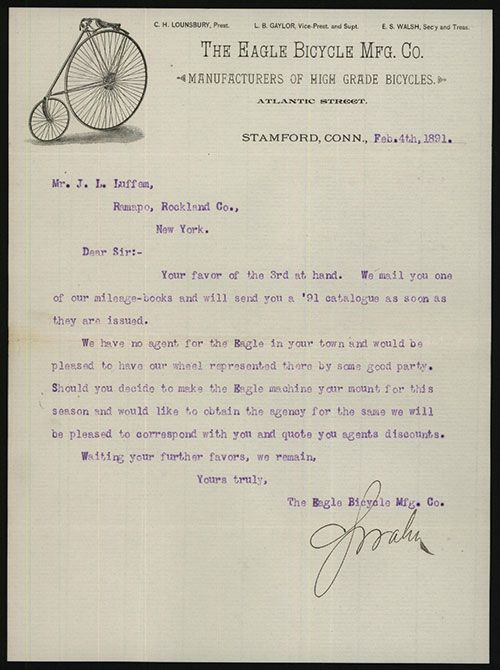 C. H. LOUNSBURY, Prest. L. B. GAYLOR, Vice-Prest. and Supt. E. S. WALSH, Sec'y and Treas.
THE EAGLE BICYCLE MFG. CO.
MANUFACTURERS OF HIGH GRADE BICYCLES.
ATLANTIC STREET.
STAMFORD, CONN., Feb. 4th, 1891.
Mr. J. L. Luffem,
Ramapo, Rockland Co.,
New York.
Dear Sir:-
Your favor of the 3rd at hand. We mail you one
of our mileage-books and will send you a '91 catalogue as soon as
they are issued.
We have no agent for the Eagle in your town and would be
pleased to have our wheel represented there by some good party.
Should you decide to make the Eagle machine your mount for this
season and would like to obtain the agency for the same we will
be pleased to correspond with you and quote you agents discounts.
Waiting your further favors, we remain,
Yours truly,
The Eagle Bicycle Mfg. Co.